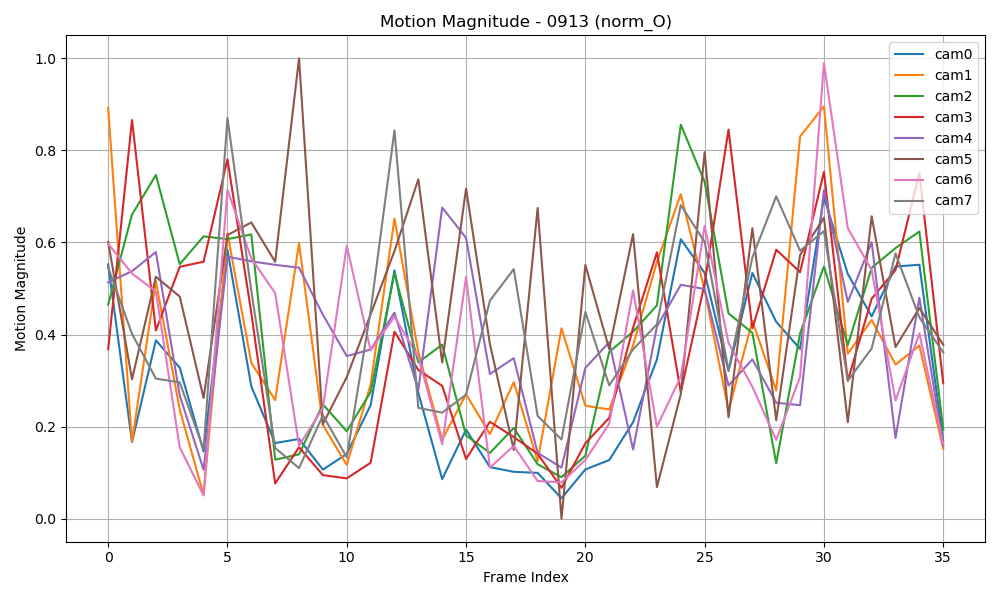 Motion Magnitude - 0913 (norm_O)
Motion Magnitude
1.0
0.8
0.6
0.4
0.2
0.0
cam0
cam1
cam2
cam3
cam4
cam5
cam6
cam7
0 5 10 15 20 25 30 35
Frame Index